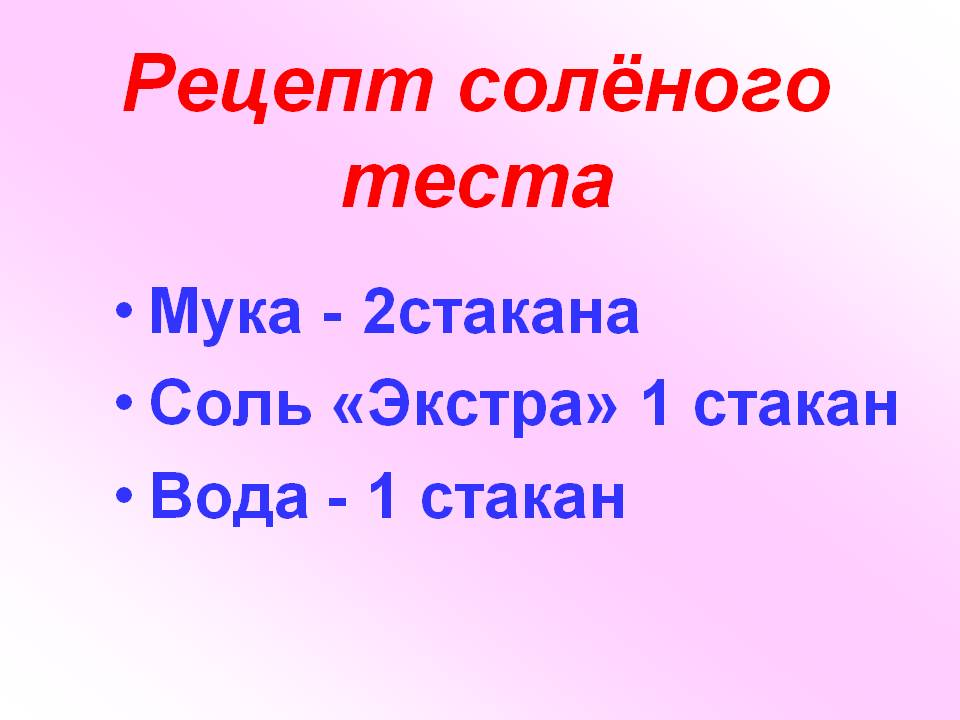 Рецепт солёного
теста
• Мука - 2стакана
• Соль «Экстра» 1 стакан
• Вода - 1 стакан